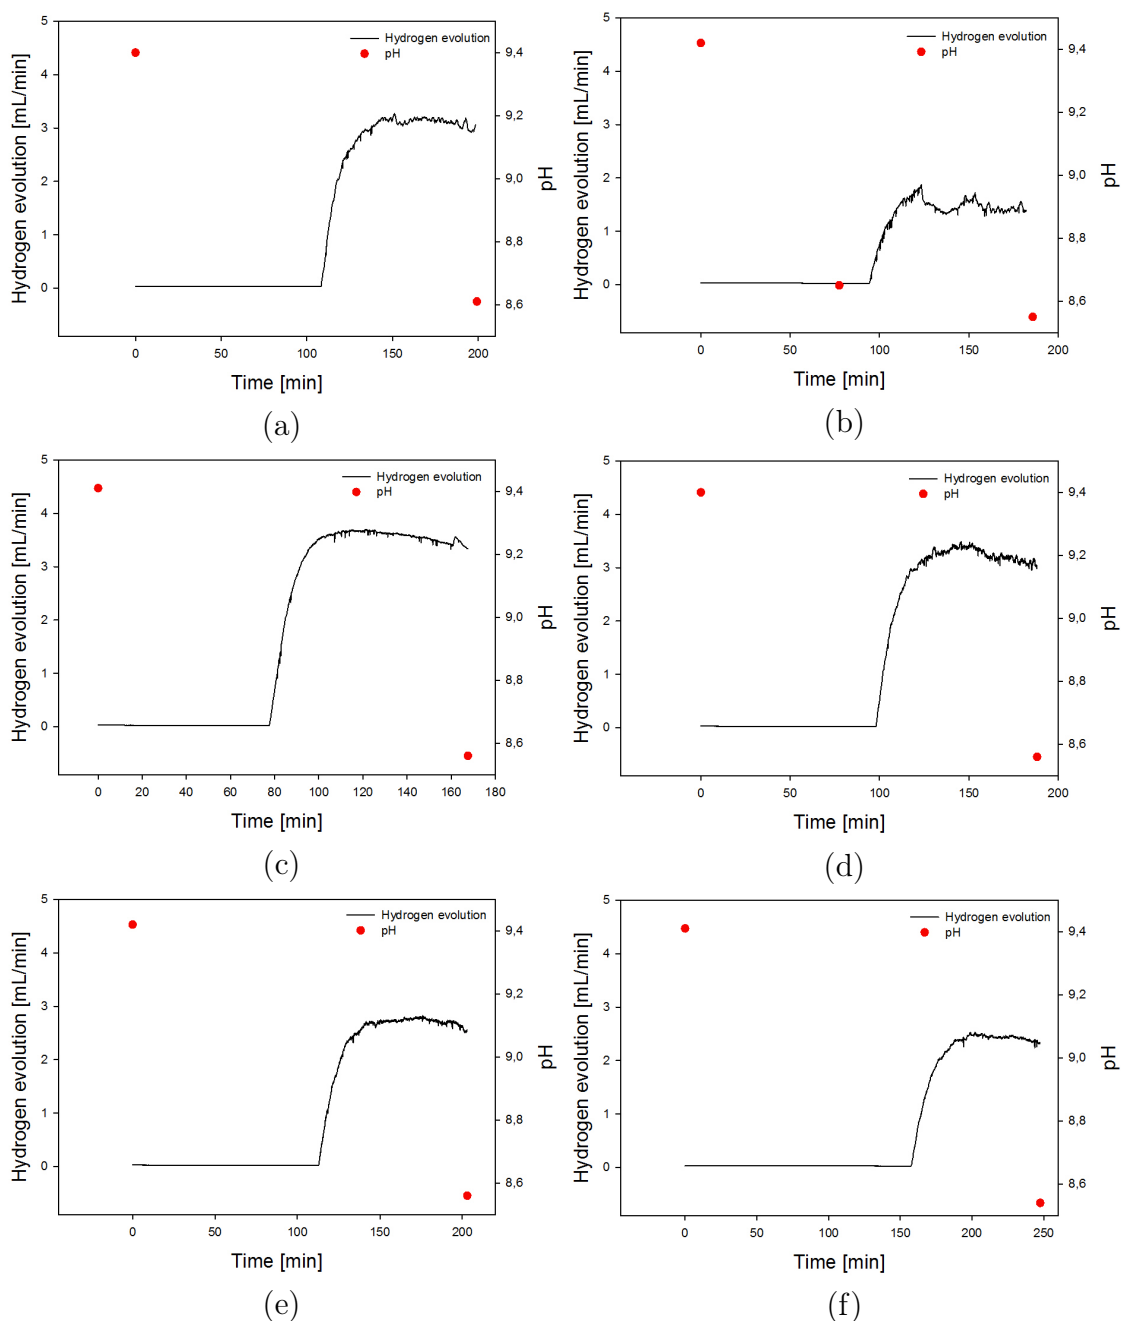 Hydrogen evolution
pH
Hydrogen evolution [mL/min]
5
4
3
2
1
0
9,4
9,2
9,0
8,8
8,6
pH
0 50 100 150 200
Time [min]
(a)
Hydrogen evolution
pH
Hydrogen evolution [mL/min]
5
4
3
2
1
0
9,4
9,2
9,0
8,8
8,6
pH
0 50 100 150 200
Time [min]
(b)
Hydrogen evolution
pH
Hydrogen evolution [mL/min]
5
4
3
2
1
0
9,4
9,2
9,0
8,8
8,6
pH
0 20 40 60 80 100 120 140 160 180
Time [min]
(c)
Hydrogen evolution
pH
Hydrogen evolution [mL/min]
5
4
3
2
1
0
9,4
9,2
9,0
8,8
8,6
pH
0 50 100 150 200
Time [min]
(d)
Hydrogen evolution
pH
Hydrogen evolution [mL/min]
5
4
3
2
1
0
9,4
9,2
9,0
8,8
8,6
pH
0 50 100 150 200
Time [min]
(e)
Hydrogen evolution
pH
Hydrogen evolution [mL/min]
5
4
3
2
1
0
9,4
9,2
9,0
8,8
8,6
pH
0 50 100 150 200 250
Time [min]
(f)